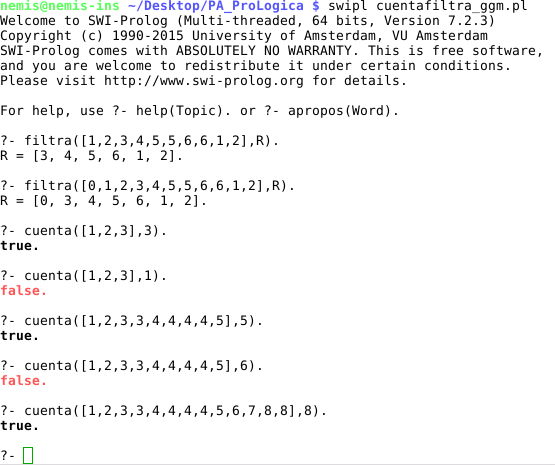 nemis@nemis-ins ~/Desktop/PA_ProLogica $ swipl cuentafiltra_ggm.pl
Welcome to SWI-Prolog (Multi-threaded, 64 bits, Version 7.2.3)
Copyright (c) 1990-2015 University of Amsterdam, VU Amsterdam
SWI-Prolog comes with ABSOLUTELY NO WARRANTY. This is free software,
and you are welcome to redistribute it under certain conditions.
Please visit http://www.swi-prolog.org for details.

For help, use ?- help(Topic). or ?- apropos(Word).

?- filtra([1,2,3,4,5,5,6,6,1,2],R).
R = [3, 4, 5, 6, 1, 2].

?- filtra([0,1,2,3,4,5,5,6,6,1,2],R).
R = [0, 3, 4, 5, 6, 1, 2].

?- cuenta([1,2,3],3).
true.

?- cuenta([1,2,3],1).
false.

?- cuenta([1,2,3,3,4,4,4,4,5],5).
true.

?- cuenta([1,2,3,3,4,4,4,4,5],6).
false.

?- cuenta([1,2,3,3,4,4,4,4,5,6,7,8,8],8).
true.

?-